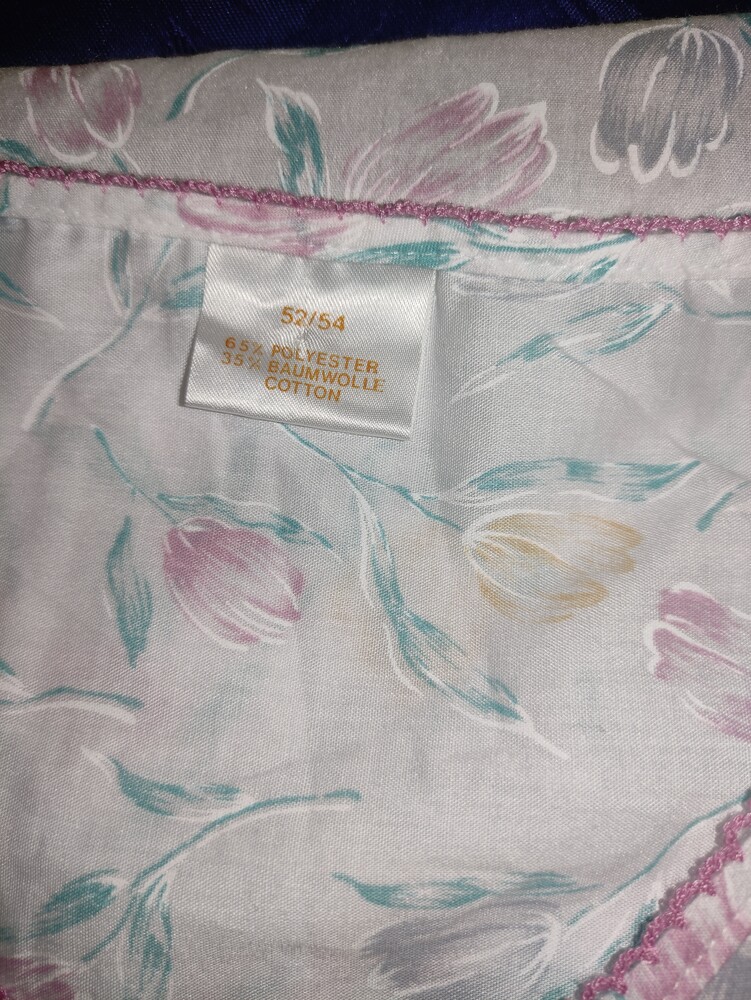 52/54
65% POLYESTER
35% BAUMWOLLE
COTTON